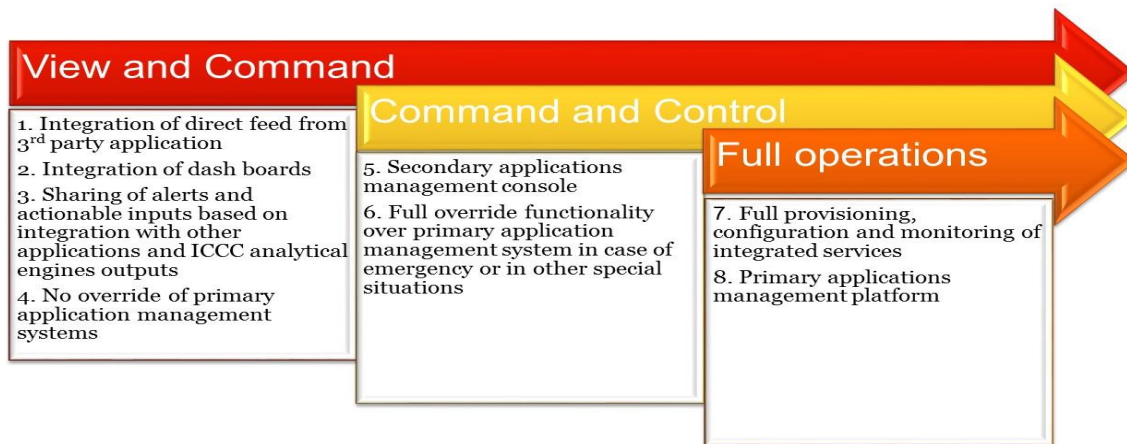 View and Command
1. Integration of direct feed from
3rd party application
2. Integration of dash boards
3. Sharing of alerts and
actionable inputs based on
integration with other
applications and ICCC analytical
engines outputs
4. No override of primary
application management
systems
Command and Control
5. Secondary applications
management console
6. Full override functionality
over primary application
management system in case of
emergency or in other special
situations
Full operations
7. Full provisioning,
configuration and monitoring of
integrated services
8. Primary applications
management platform